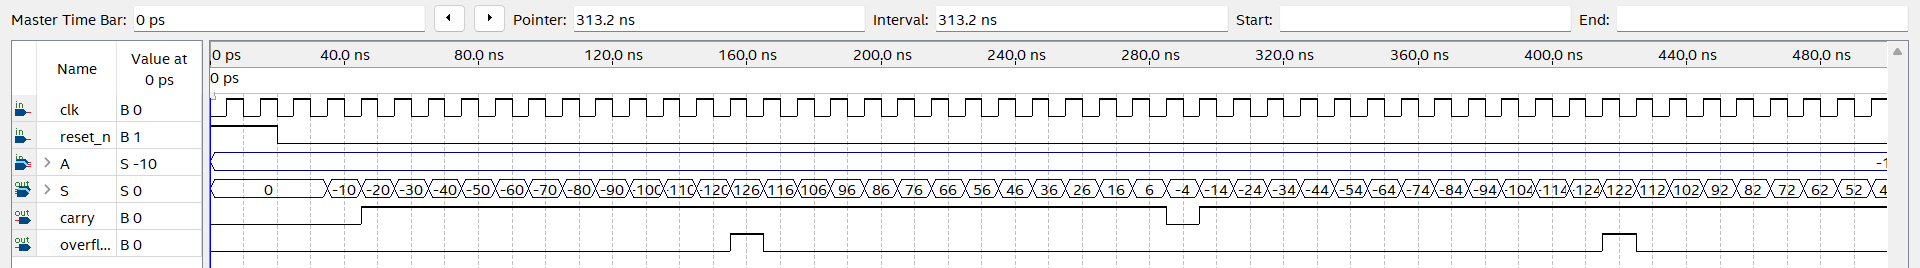 Master Time Bar: 0 ps Pointer: 313.2 ns Interval: 313.2 ns Start: End:
Name Value at 0 ps 0 ps 40.0 ns 80.0 ns 120.0 ns 160.0 ns 200.0 ns 240.0 ns 280.0 ns 320.0 ns 360.0 ns 400.0 ns 440.0 ns 480.0 ns
0 ps
in clk B 0
in reset_n B 1
in A S -10 -1
out S S 0 0 -10 -20 -30 -40 -50 -60 -70 -80 -90 -100 -110 -120 126 116 106 96 86 76 66 56 46 36 26 16 6 -4 -14 -24 -34 -44 -54 -64 -74 -84 -94 -104 -114 -124 122 112 102 92 82 72 62 52 4
out carry B 0
out overfl... B 0